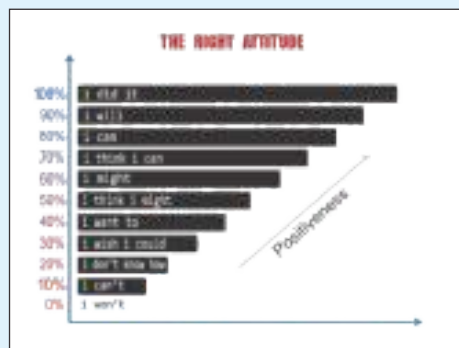 THE RIGHT ATTITUDE
100% i did it
90% i will
80% i can
70% i think i can
60% i might
50% i think i might
40% i want to
30% i wish i could
20% i don't know how
10% i can't
0% i won't
Positiveness